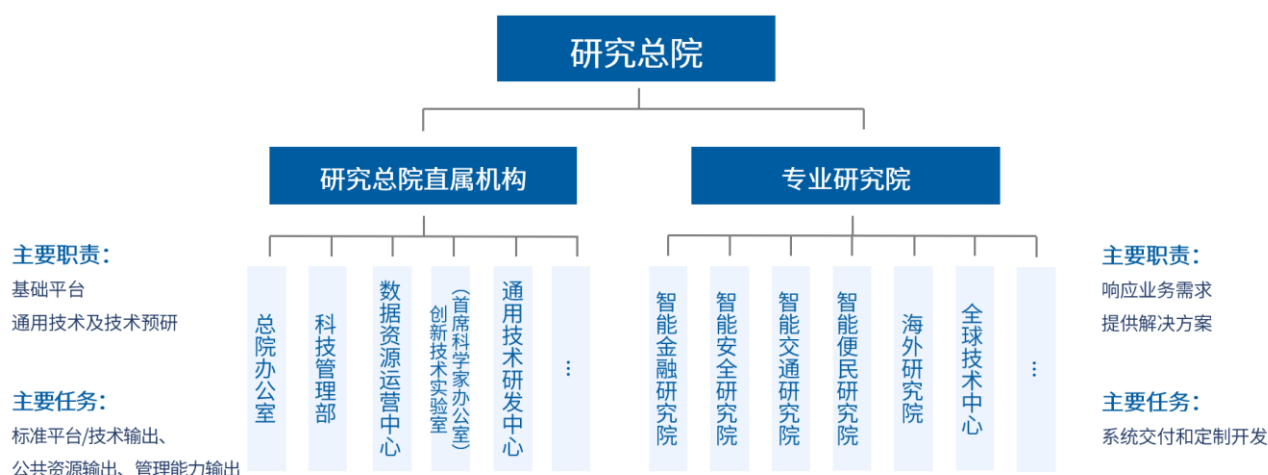 研究总院
研究总院直属机构
专业研究院
主要职责：
基础平台
通用技术及技术预研
主要任务：
标准平台/技术输出、
公共资源输出、管理能力输出
总院办公室
科技管理部
数据资源运营中心
（首席科学家办公室）
创新技术实验室
通用技术研发中心
…
智能金融研究院
智能安全研究院
智能交通研究院
智能便民研究院
海外研究院
全球技术中心
…
主要职责：
响应业务需求
提供解决方案
主要任务：
系统交付和定制开发